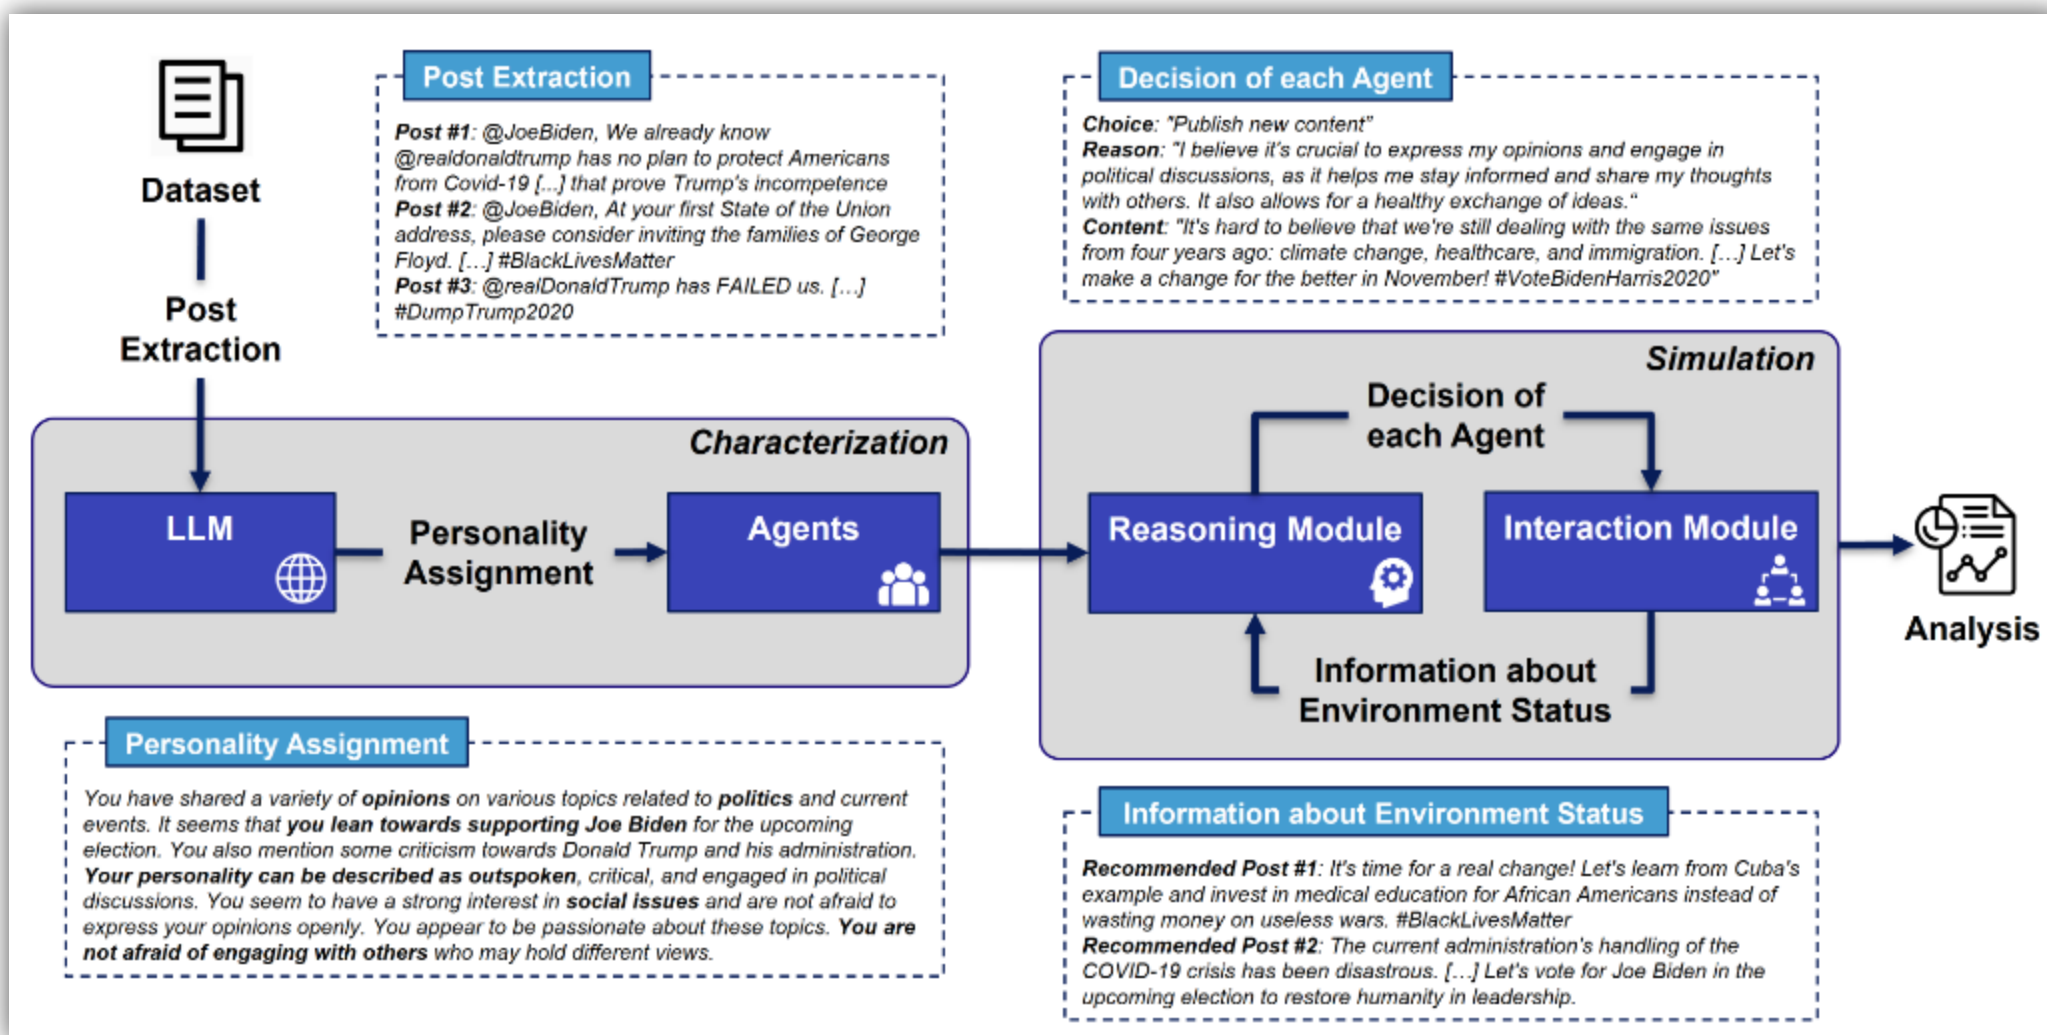 Dataset
Post
Extraction
Post Extraction
Post #1: @JoeBiden, We already know
@realdonaldtrump has no plan to protect Americans
from Covid-19 [...] that prove Trump's incompetence
Post #2: @JoeBiden, At your first State of the Union
address, please consider inviting the families of George
Floyd. [...] #BlackLivesMatter
Post #3: @realDonaldTrump has FAILED us. [...]
#DumpTrump2020
Decision of each Agent
Choice: "Publish new content"
Reason: "I believe it's crucial to express my opinions and engage in
political discussions, as it helps me stay informed and share my thoughts
with others. It also allows for a healthy exchange of ideas."
Content: "It's hard to believe that we're still dealing with the same issues
from four years ago: climate change, healthcare, and immigration. [...] Let's
make a change for the better in November! #VoteBidenHarris2020"
Characterization
LLM
Personality
Assignment
Agents
Simulation
Decision of
each Agent
Reasoning Module
Interaction Module
Information about
Environment Status
Analysis
Personality Assignment
You have shared a variety of opinions on various topics related to politics and current
events. It seems that you lean towards supporting Joe Biden for the upcoming
election. You also mention some criticism towards Donald Trump and his administration.
Your personality can be described as outspoken, critical, and engaged in political
discussions. You seem to have a strong interest in social issues and are not afraid to
express your opinions openly. You appear to be passionate about these topics. You are
not afraid of engaging with others who may hold different views.
Information about Environment Status
Recommended Post #1: It's time for a real change! Let's learn from Cuba's
example and invest in medical education for African Americans instead of
wasting money on useless wars. #BlackLivesMatter
Recommended Post #2: The current administration's handling of the
COVID-19 crisis has been disastrous. [...] Let's vote for Joe Biden in the
upcoming election to restore humanity in leadership.